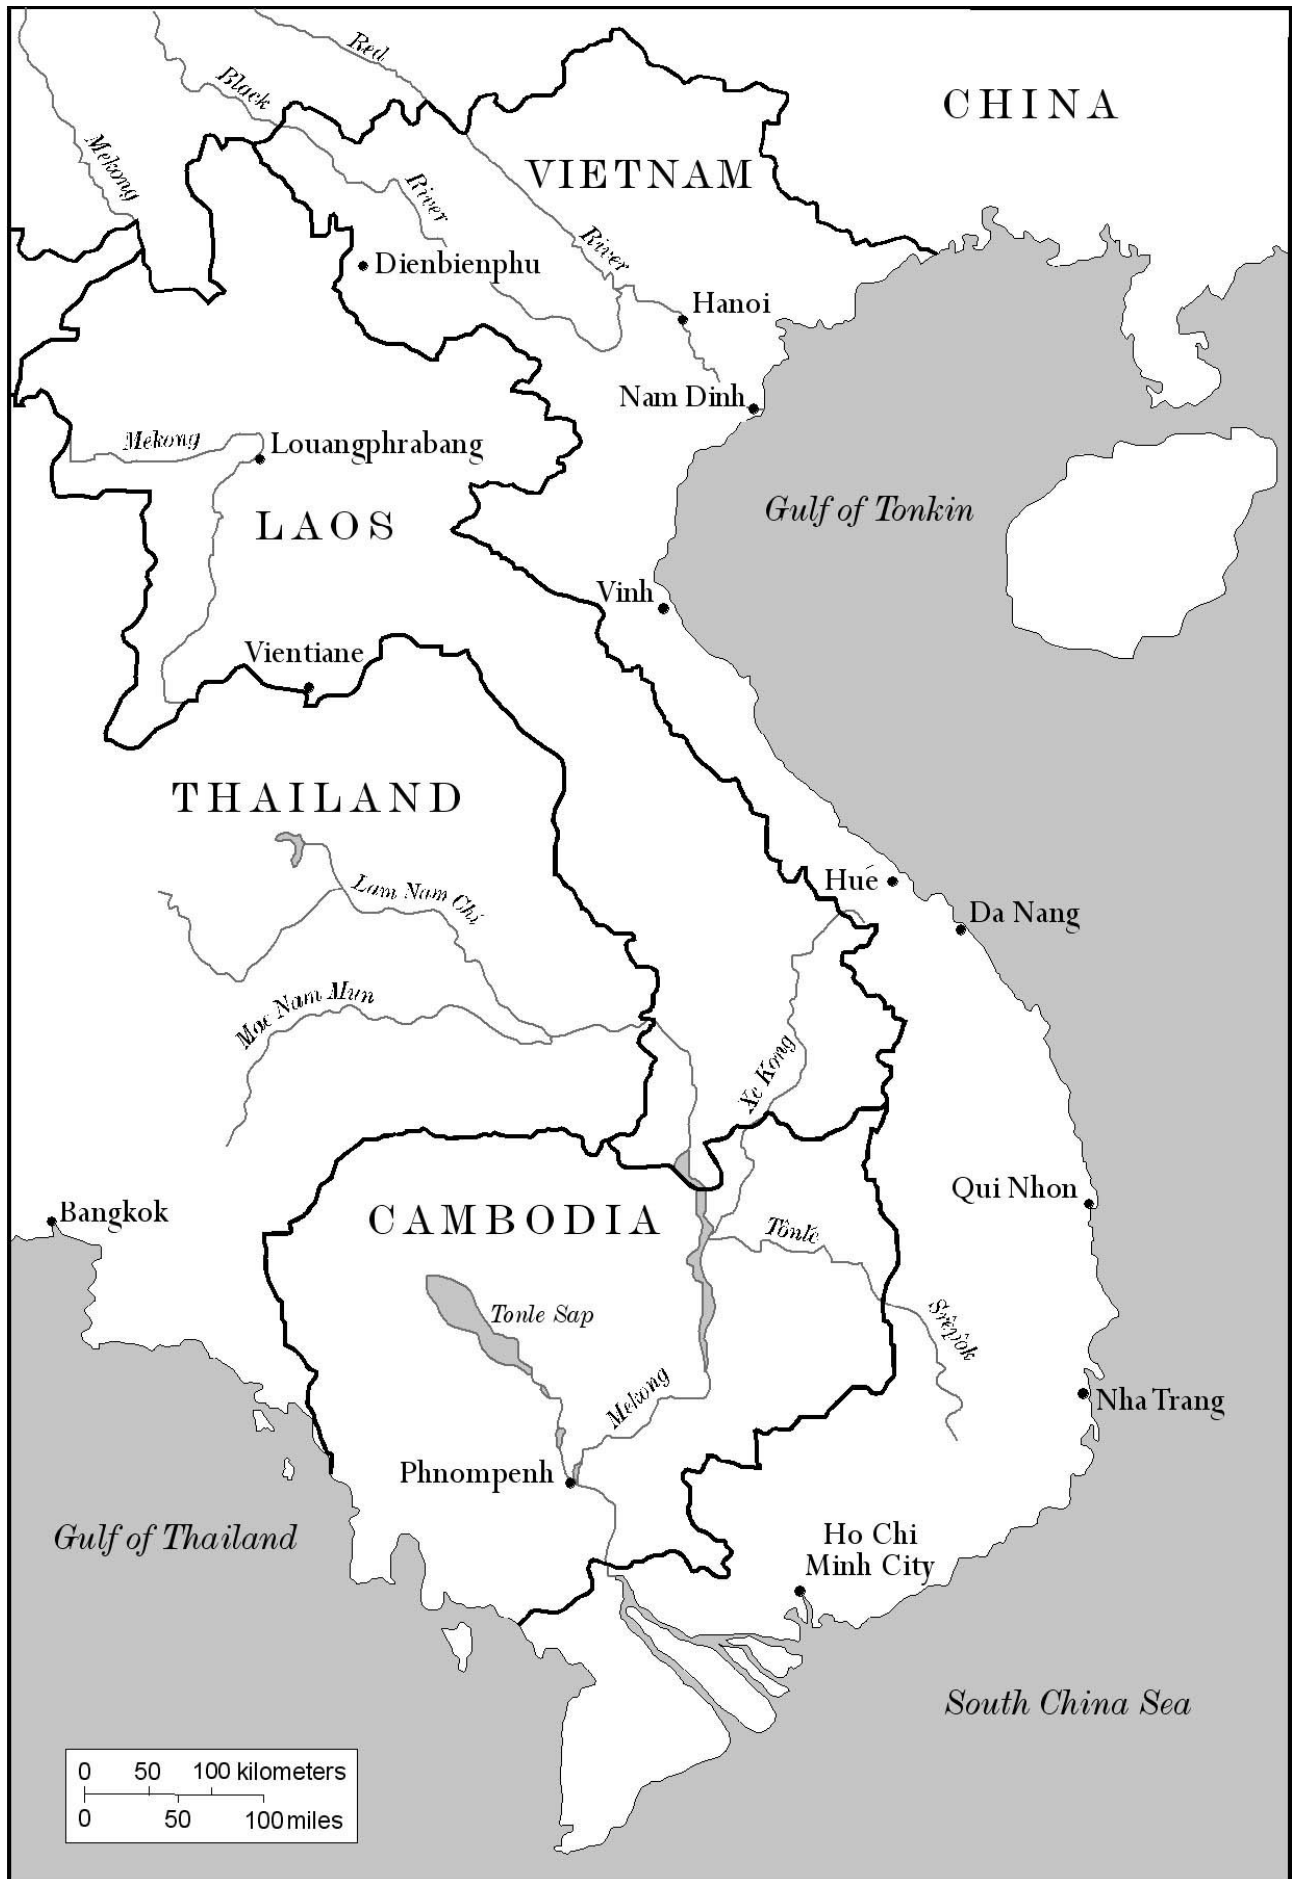 Red
Black
CHINA
Mekong
VIETNAM
River
River
Dienbienphu
Hanoi
Nam Dinh
Mekong
Louangphrabang
Gulf of Tonkin
LAOS
Vinh
Vientiane
THAILAND
Hué
Lam Nam Chi
Da Nang
Mae Nam Mun
Xe Kong
Qui Nhon
Bangkok
CAMBODIA
Tônlé
Tonle Sap
Srêpôk
Mekong
Nha Trang
Phnompenh
Gulf of Thailand
Ho Chi
Minh City
South China Sea
0 50 100 kilometers
0 50 100 miles